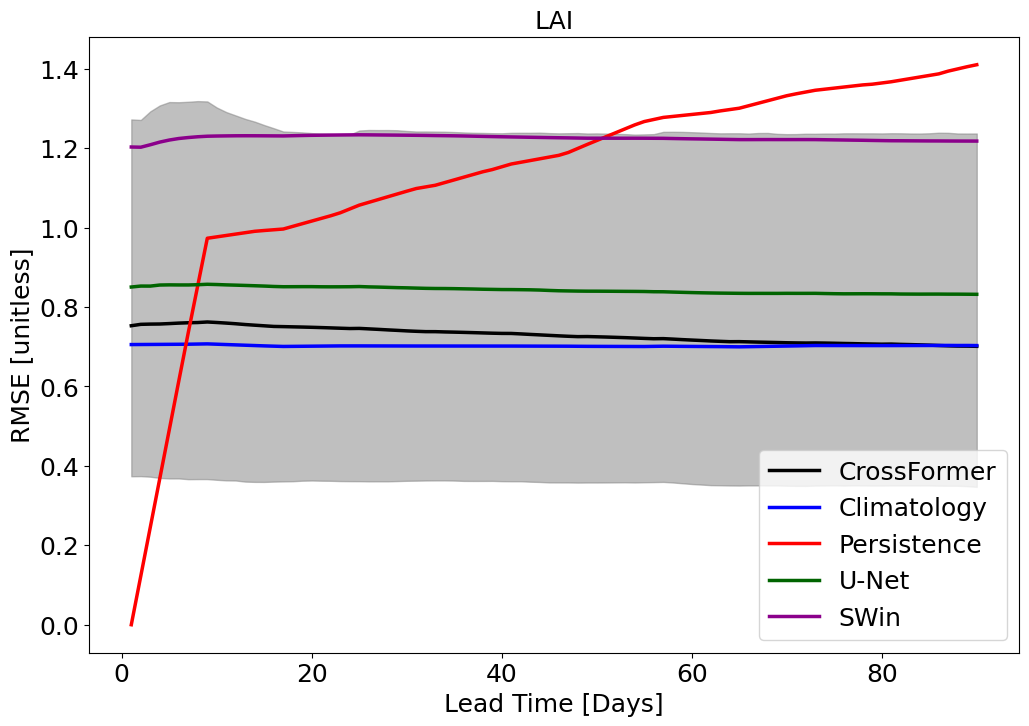 LAI
RMSE [unitless]
1.4
1.2
1.0
0.8
0.6
0.4
0.2
0.0
0 20 40 60 80
Lead Time [Days]
CrossFormer
Climatology
Persistence
U-Net
SWin